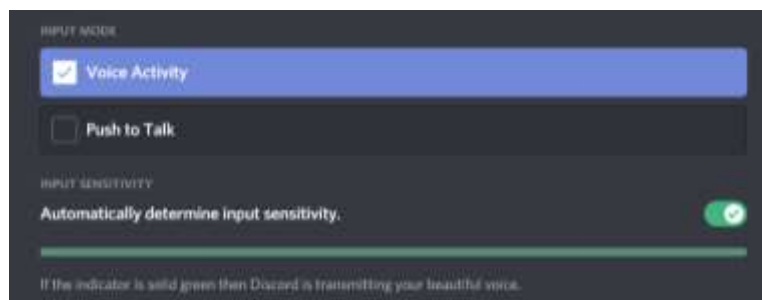 INPUT MODE
Voice Activity
Push to Talk
INPUT SENSITIVITY
Automatically determine input sensitivity.
If the indicator is solid green then Discord is transmitting your beautiful voice.